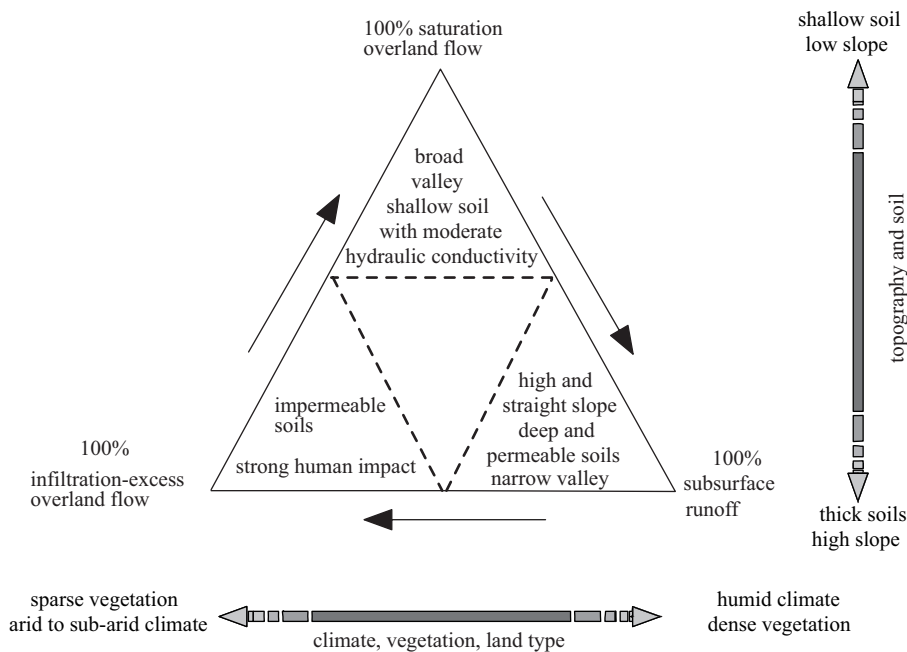 100% saturation
overland flow
shallow soil
low slope
broad
valley
shallow soil
with moderate
hydraulic conductivity
topography and soil
impermeable
soils
strong human impact
high and
straight slope
deep and
permeable soils
narrow valley
100%
infiltration-excess
overland flow
100%
subsurface
runoff
thick soils
high slope
sparse vegetation
arid to sub-arid climate
climate, vegetation, land type
humid climate
dense vegetation